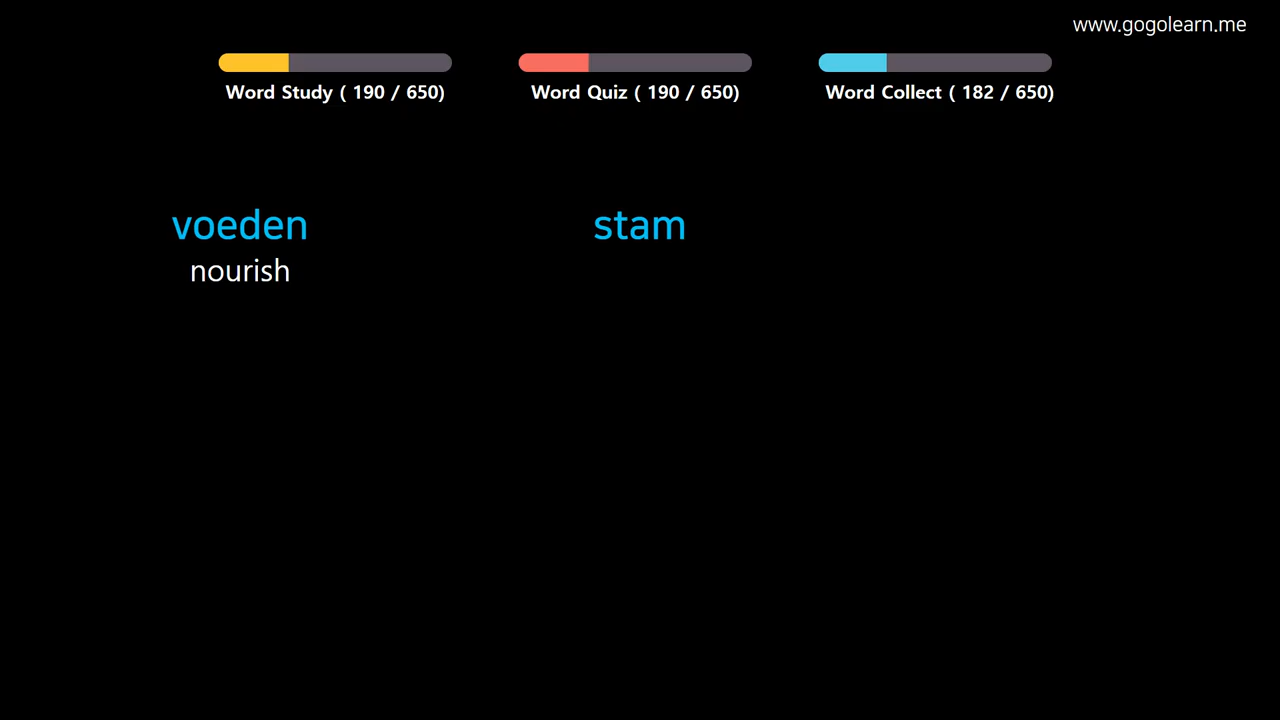 www.gogolearn.me
Word Study ( 190 / 650)
Word Quiz ( 190 / 650)
Word Collect ( 182 / 650)
voeden
nourish
stam